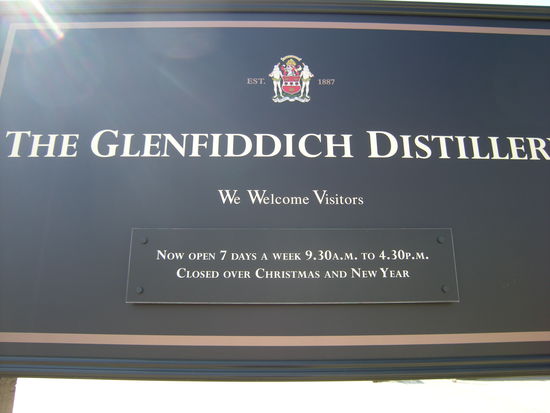 EST. 1887
THE GLENFIDDICH DISTILLERY
We Welcome Visitors
NOW OPEN 7 DAYS A WEEK 9.30A.M. TO 4.30P.M.
CLOSED OVER CHRISTMAS AND NEW YEAR